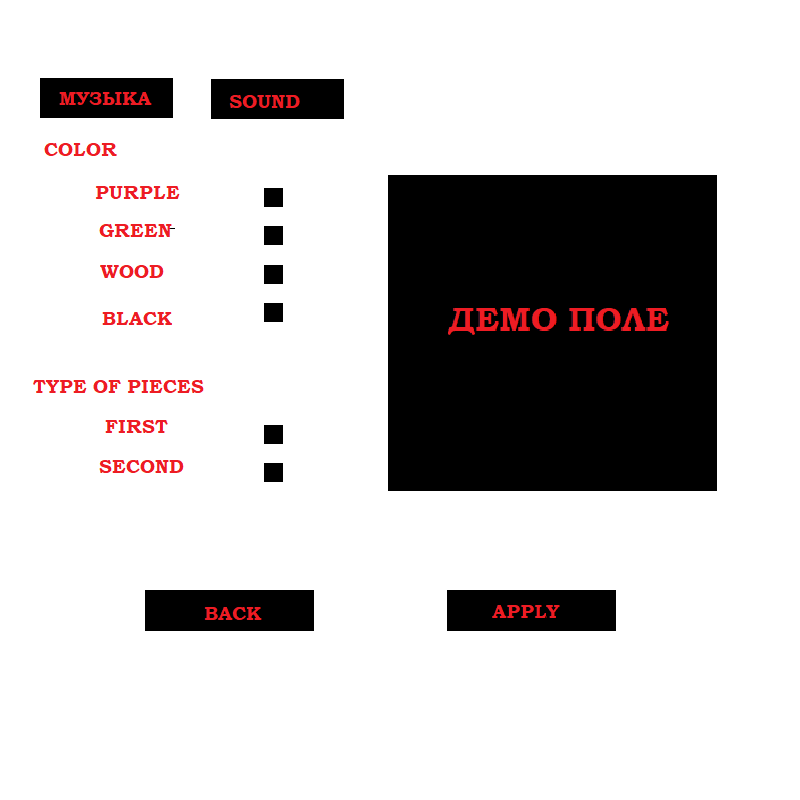 МУЗЫКА
SOUND
COLOR
PURPLE
GREEN
WOOD
BLACK
ДЕМО ПОЛЕ
TYPE OF PIECES
FIRST
SECOND
BACK
APPLY